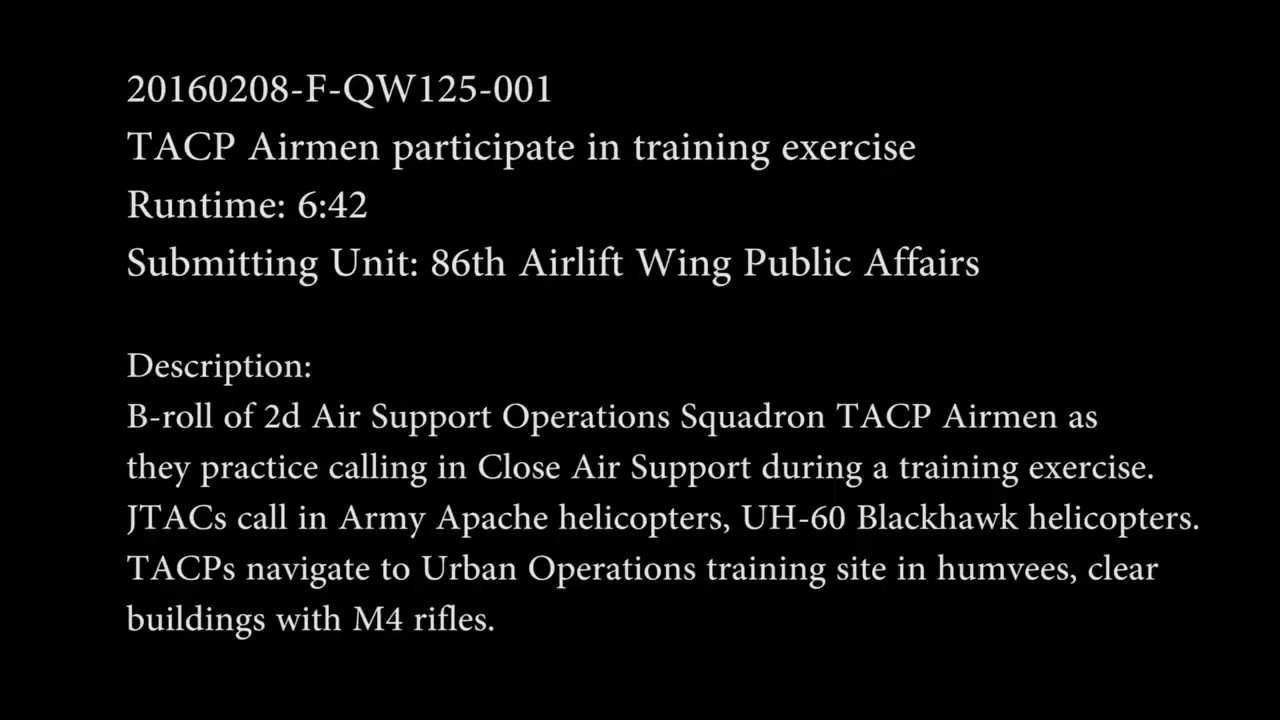 20160208-F-QW125-001
TACP Airmen participate in training exercise
Runtime: 6:42
Submitting Unit: 86th Airlift Wing Public Affairs
Description:
B-roll of 2d Air Support Operations Squadron TACP Airmen as
they practice calling in Close Air Support during a training exercise.
JTACs call in Army Apache helicopters, UH-60 Blackhawk helicopters.
TACPs navigate to Urban Operations training site in humvees, clear
buildings with M4 rifles.